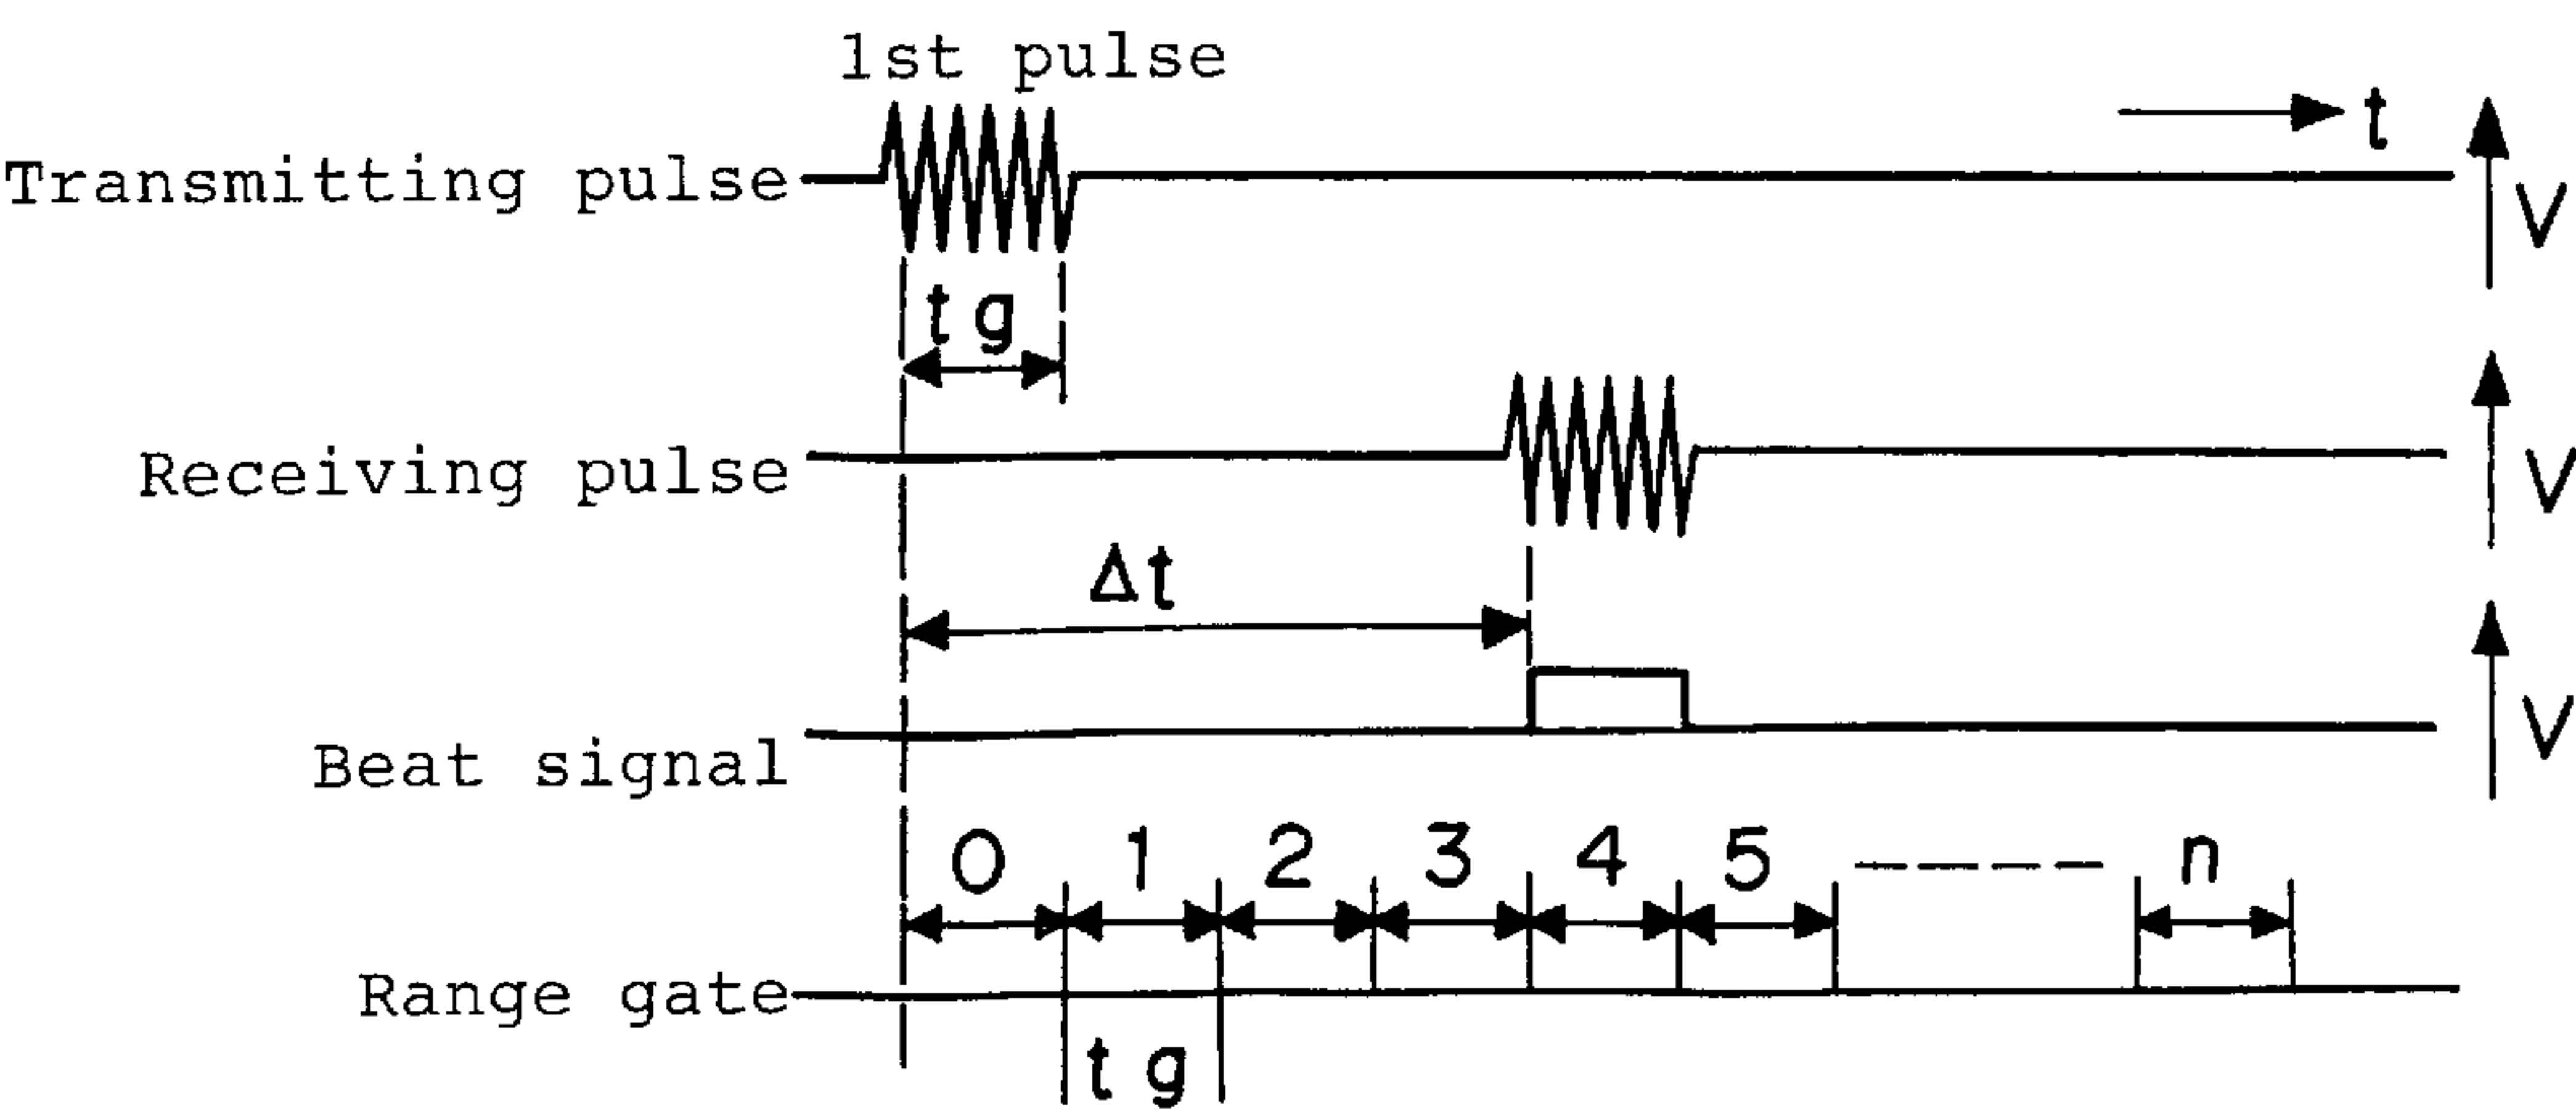 1st pulse
t
Transmitting pulse
V
tg
Receiving pulse
V
Δt
Beat signal
V
0 1 2 3 4 5 ----- n
Range gate
tg